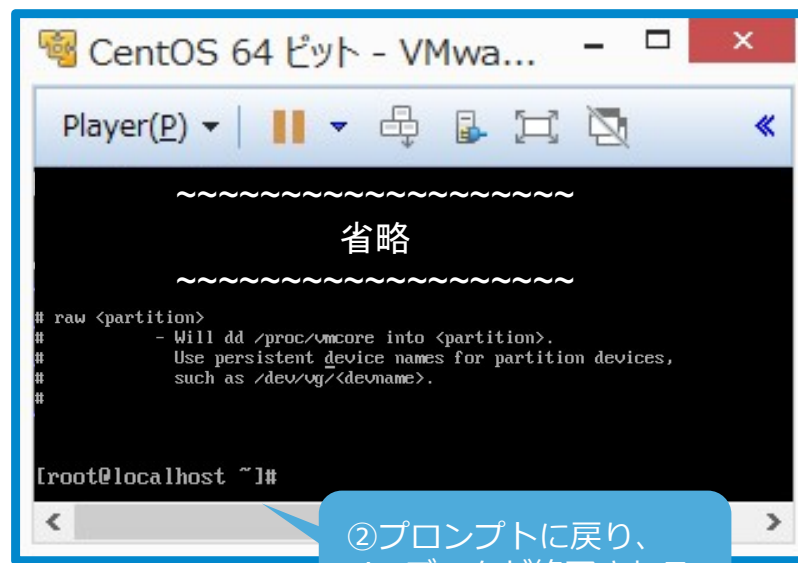 CentOS 64 ビット - VMwa...
Player(P)
~~~~~~~~~~~~~~~~~~~
省略
~~~~~~~~~~~~~~~~~~~
# raw <partition>
# - Will dd /proc/vmcore into <partition>.
# Use persistent device names for partition devices,
# such as /dev/vg/<devname>.
#
[root@localhost ~]#
②プロンプトに戻り、